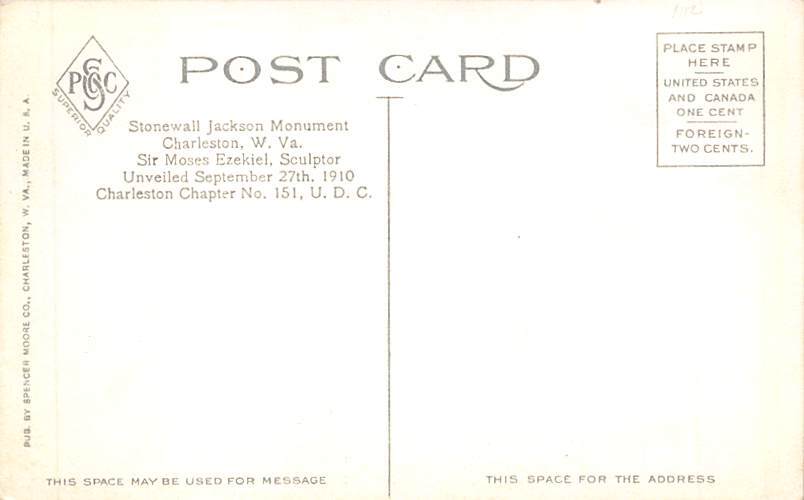 POST CARD
SUPERIOR QUALITY
Stonewall Jackson Monument
Charleston, W. Va.
Sir Moses Ezekiel, Sculptor
Unveiled September 27th, 1910
Charleston Chapter No. 151, U. D. C.
PLACE STAMP
HERE
UNITED STATES
AND CANADA
ONE CENT
FOREIGN-
TWO CENTS.
PUB. BY SPENCER MOORE CO., CHARLESTON, W. VA., MADE IN U. S. A.
THIS SPACE MAY BE USED FOR MESSAGE
THIS SPACE FOR THE ADDRESS